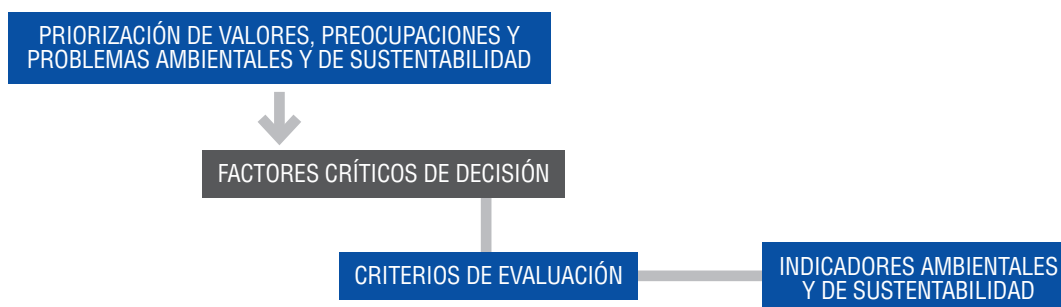 PRIORIZACIÓN DE VALORES, PREOCUPACIONES Y
PROBLEMAS AMBIENTALES Y DE SUSTENTABILIDAD
FACTORES CRÍTICOS DE DECISIÓN
CRITERIOS DE EVALUACIÓN
INDICADORES AMBIENTALES
Y DE SUSTENTABILIDAD